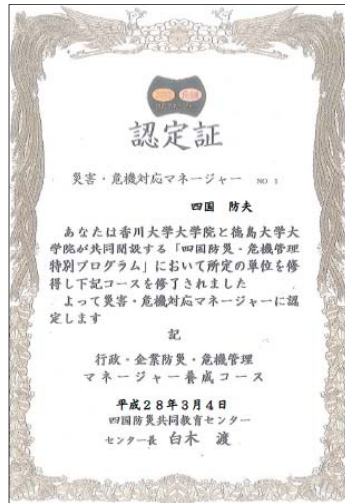 認定証
災害・危機対応マネージャー NO 1
四国 防夫
あなたは香川大学大学院と徳島大学大
学院が共同開設する「四国防災・危機管理
特別プログラム」において所定の単位を修
得し下記コースを修了されました
よって災害・危機対応マネージャーに認
定します
記
行政・企業防災・危機管理
マネージャー養成コース
平成28年3月4日
四国防災共同教育センター
センター長 白木 渡